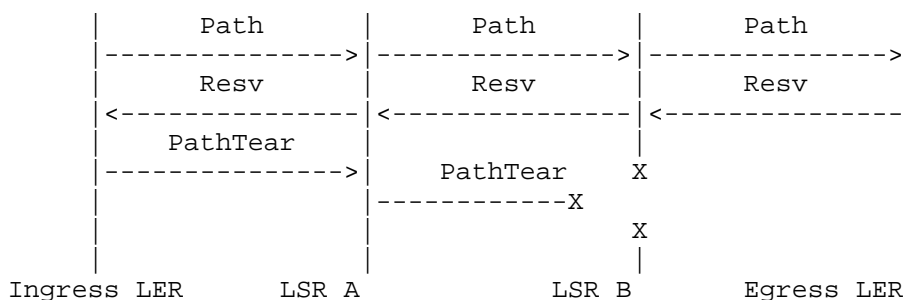 Path Path Path
Resv Resv Resv
PathTear
PathTear X
X
X
Ingress LER LSR A LSR B Egress LER